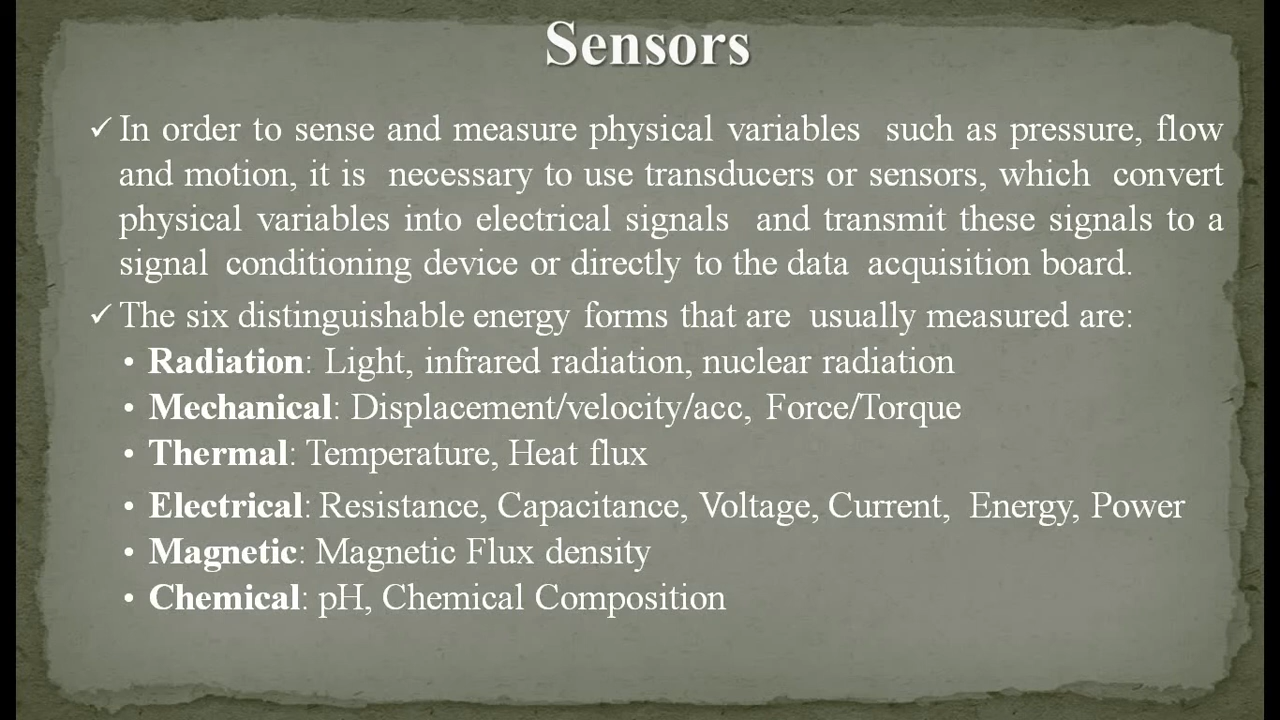 Sensors
✓ In order to sense and measure physical variables such as pressure, flow
and motion, it is necessary to use transducers or sensors, which convert
physical variables into electrical signals and transmit these signals to a
signal conditioning device or directly to the data acquisition board.
✓ The six distinguishable energy forms that are usually measured are:
• Radiation: Light, infrared radiation, nuclear radiation
• Mechanical: Displacement/velocity/acc, Force/Torque
• Thermal: Temperature, Heat flux
• Electrical: Resistance, Capacitance, Voltage, Current, Energy, Power
• Magnetic: Magnetic Flux density
• Chemical: pH, Chemical Composition